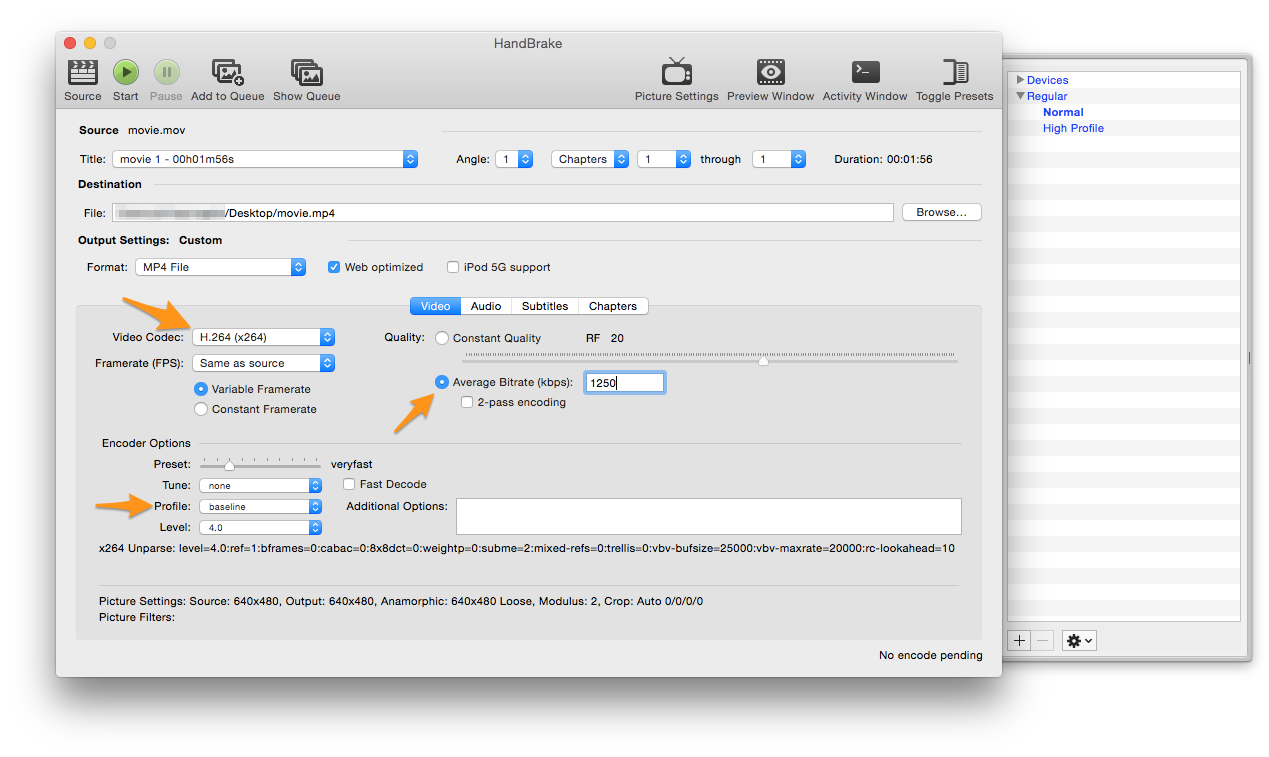 HandBrake
Source Start Pause Add to Queue Show Queue Picture Settings Preview Window Activity Window Toggle Presets
Devices
Regular
Normal
High Profile
Source movie.mov
Title: movie 1 - 00h01m56s Angle: 1 Chapters 1 through 1 Duration: 00:01:56
Destination
File: /Desktop/movie.mp4 Browse...
Output Settings: Custom
Format: MP4 File Web optimized iPod 5G support
Video Audio Subtitles Chapters
Video Codec: H.264 (x264) Quality: Constant Quality RF 20
Framerate (FPS): Same as source
Variable Framerate Average Bitrate (kbps): 1250
Constant Framerate 2-pass encoding
Encoder Options
Preset: veryfast
Tune: none Fast Decode
Profile: baseline Additional Options:
Level: 4.0
x264 Unparse: level=4.0:ref=1:bframes=0:cabac=0:8x8dct=0:weightp=0:subme=2:mixed-refs=0:trellis=0:vbv-bufsize=25000:vbv-maxrate=20000:rc-lookahead=10
Picture Settings: Source: 640x480, Output: 640x480, Anamorphic: 640x480 Loose, Modulus: 2, Crop: Auto 0/0/0/0
Picture Filters:
No encode pending